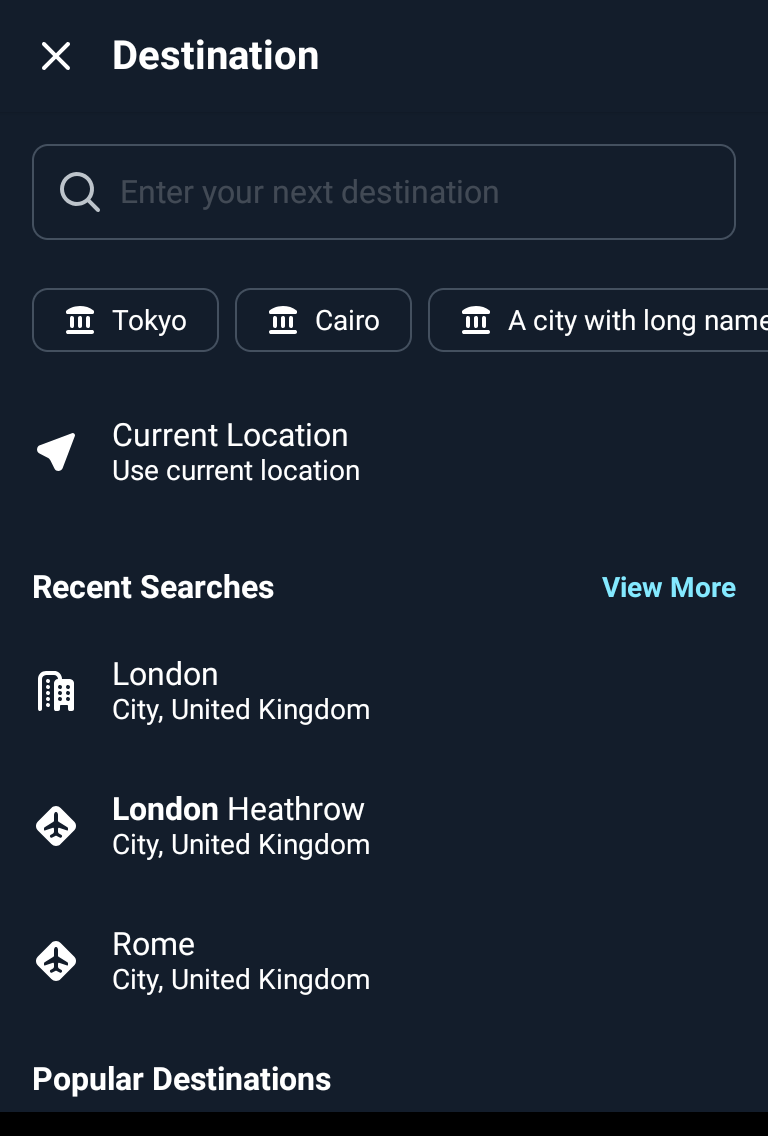 Destination
Enter your next destination
Tokyo
Cairo
A city with long name
Current Location
Use current location
Recent Searches
View More
London
City, United Kingdom
London Heathrow
City, United Kingdom
Rome
City, United Kingdom
Popular Destinations